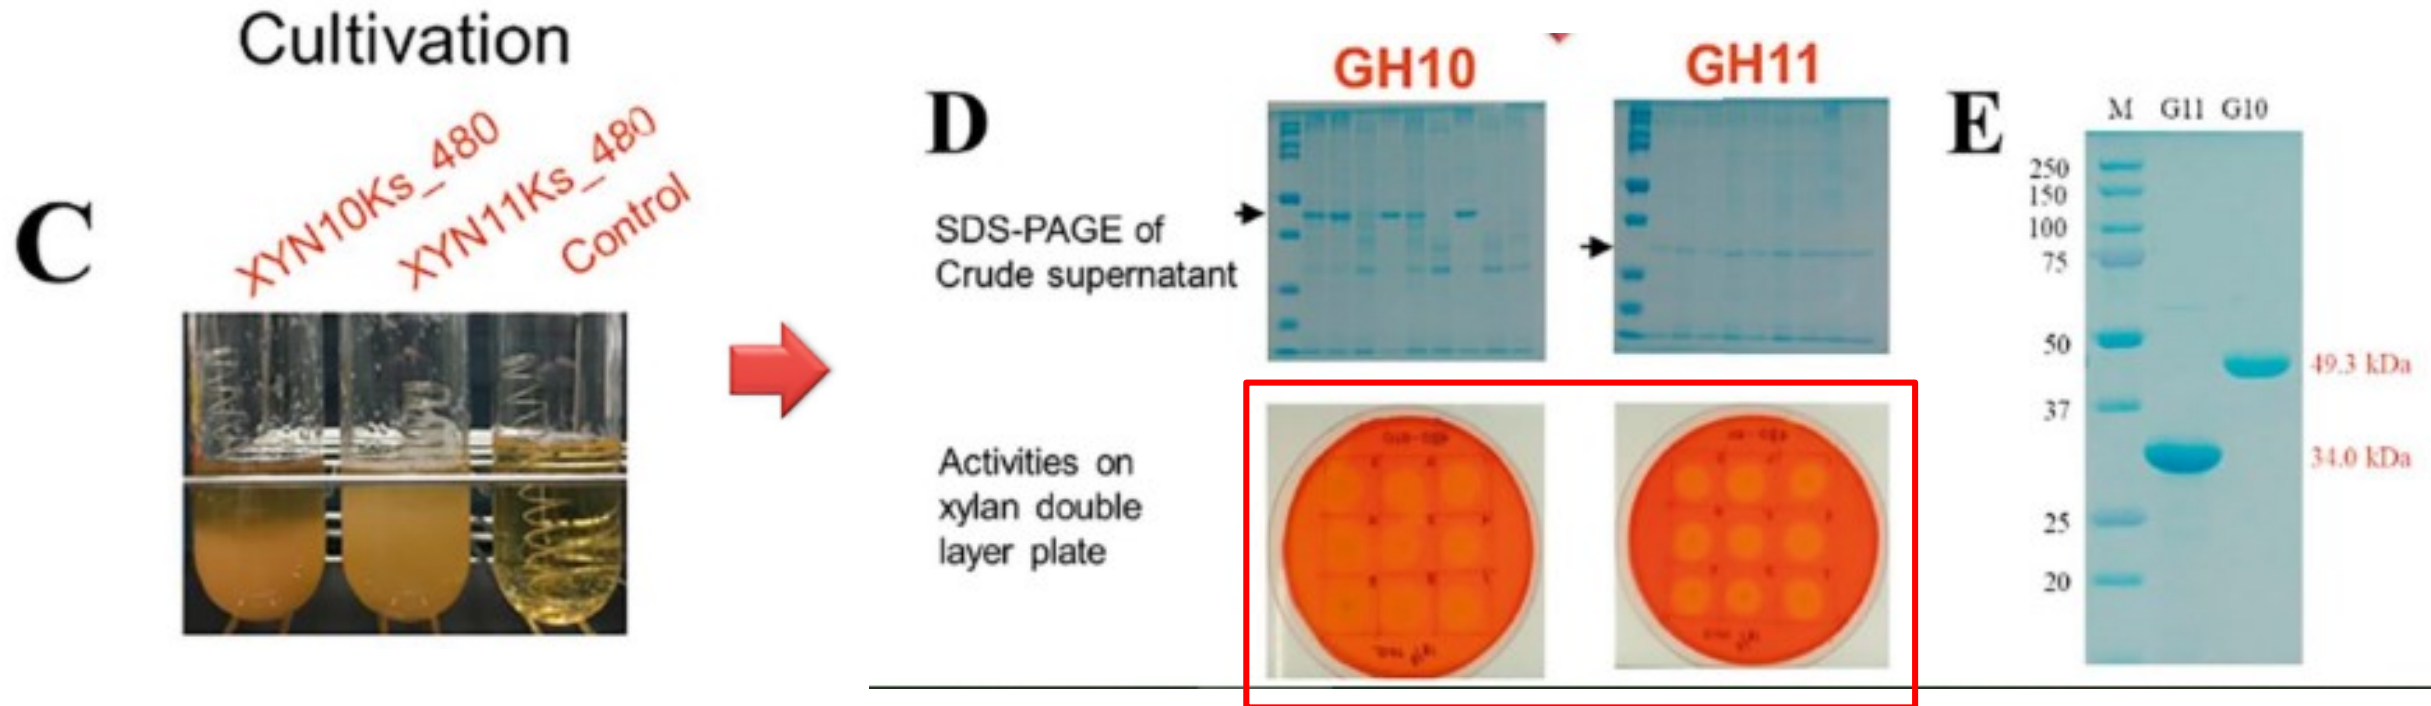 Cultivation
C
XYN10Ks_480
XYN11Ks_480
Control
D
GH10
GH11
SDS-PAGE of
Crude supernatant
Activities on
xylan double
layer plate
E
M G11 G10
250
150
100
75
50
37
25
20
49.3 kDa
34.0 kDa